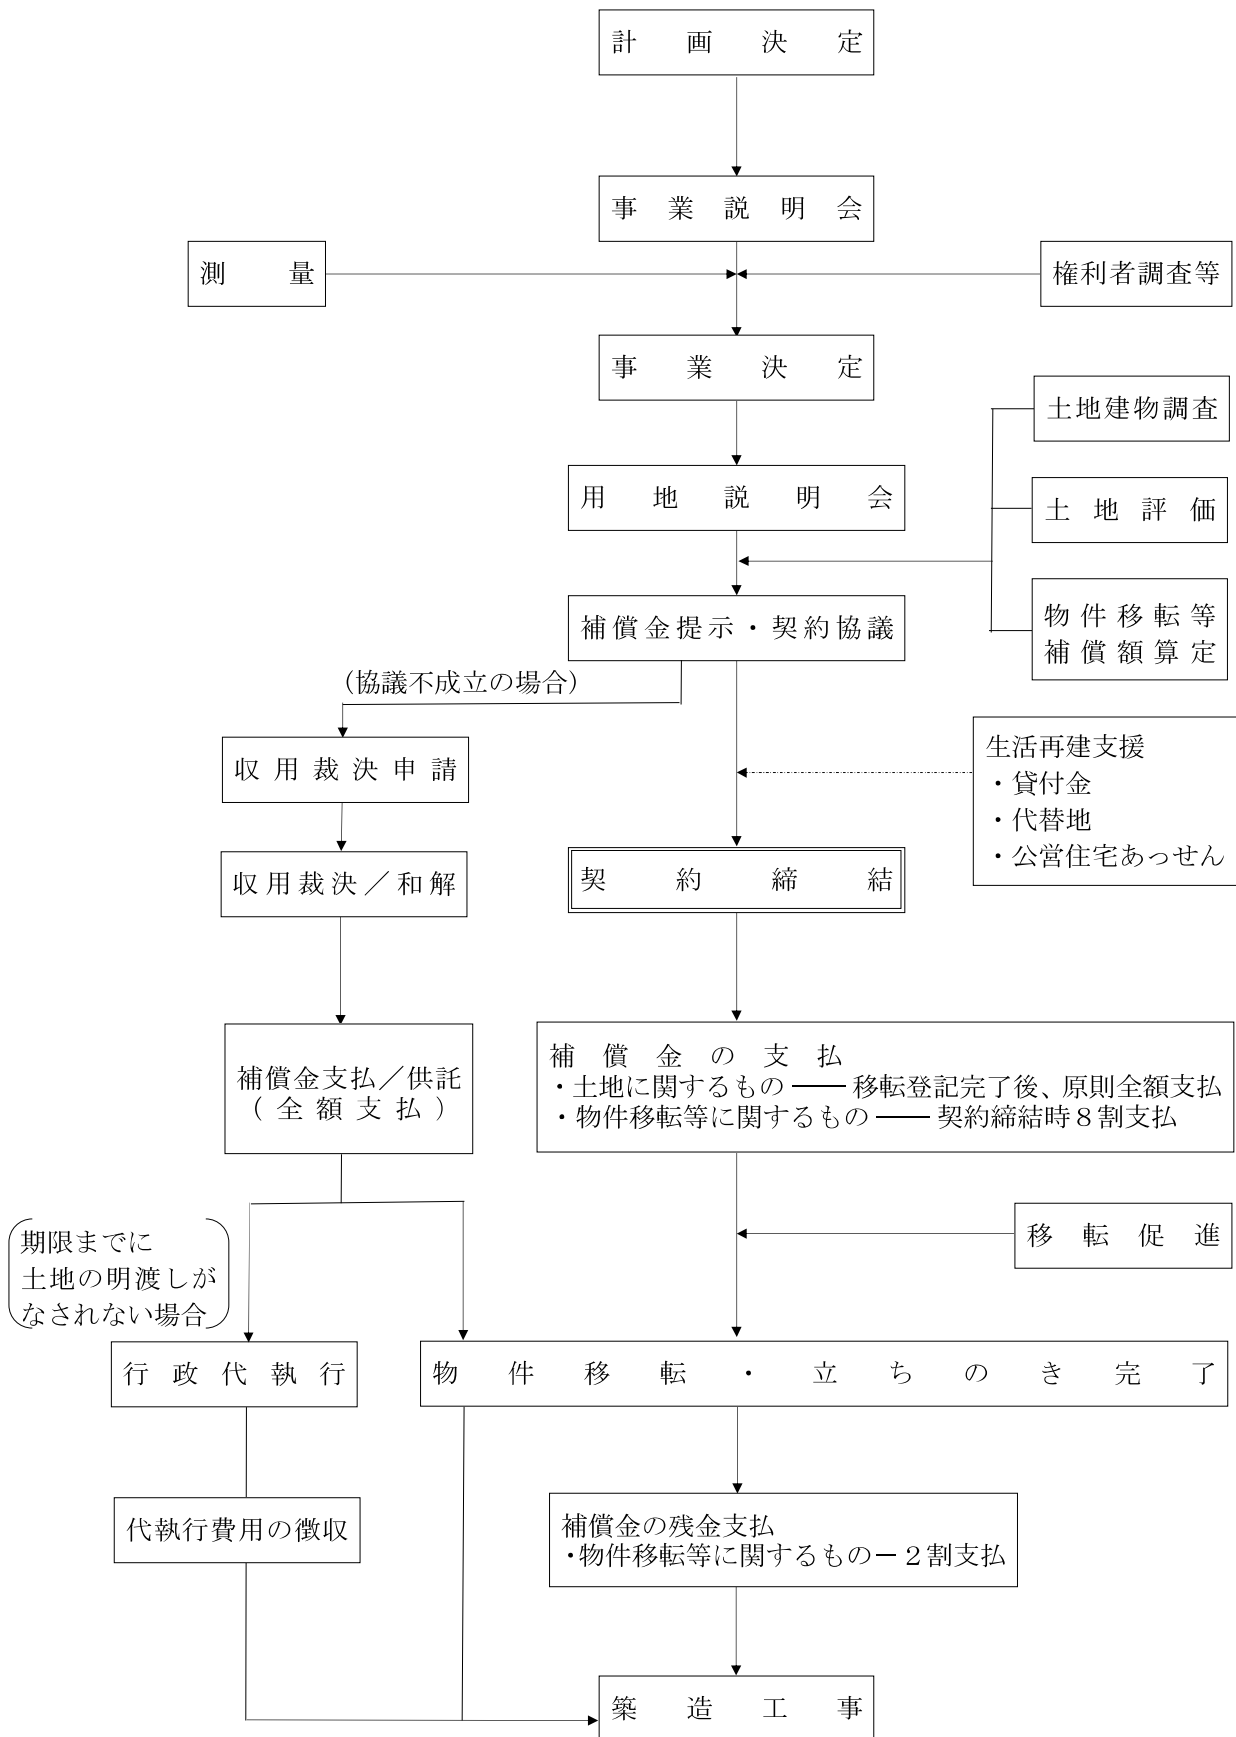 計画決定
事業説明会
測量
権利者調査等
事業決定
土地建物調査
用地説明会
土地評価
物件移転等
補償額算定
補償金提示・契約協議
（協議不成立の場合）
収用裁決申請
生活再建支援
・貸付金
・代替地
・公営住宅あっせん
収用裁決／和解
契約締結
補償金支払／供託
（全額支払）
補償金の支払
・土地に関するもの ── 移転登記完了後、原則全額支払
・物件移転等に関するもの ── 契約締結時８割支払
移転促進
期限までに
土地の明渡しが
なされない場合
行政代執行
物件移転・立ちのき完了
代執行費用の徴収
補償金の残金支払
・物件移転等に関するもの－２割支払
築造工事